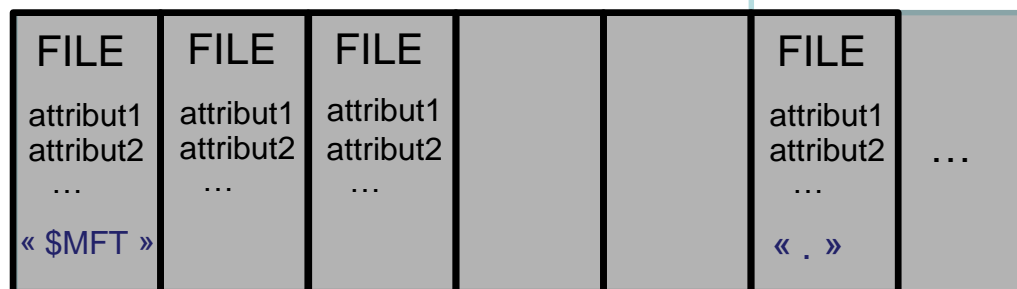 FILE
attribut1
attribut2
…
« $MFT »
FILE
attribut1
attribut2
…
FILE
attribut1
attribut2
…
FILE
attribut1
attribut2
…
« . »
…